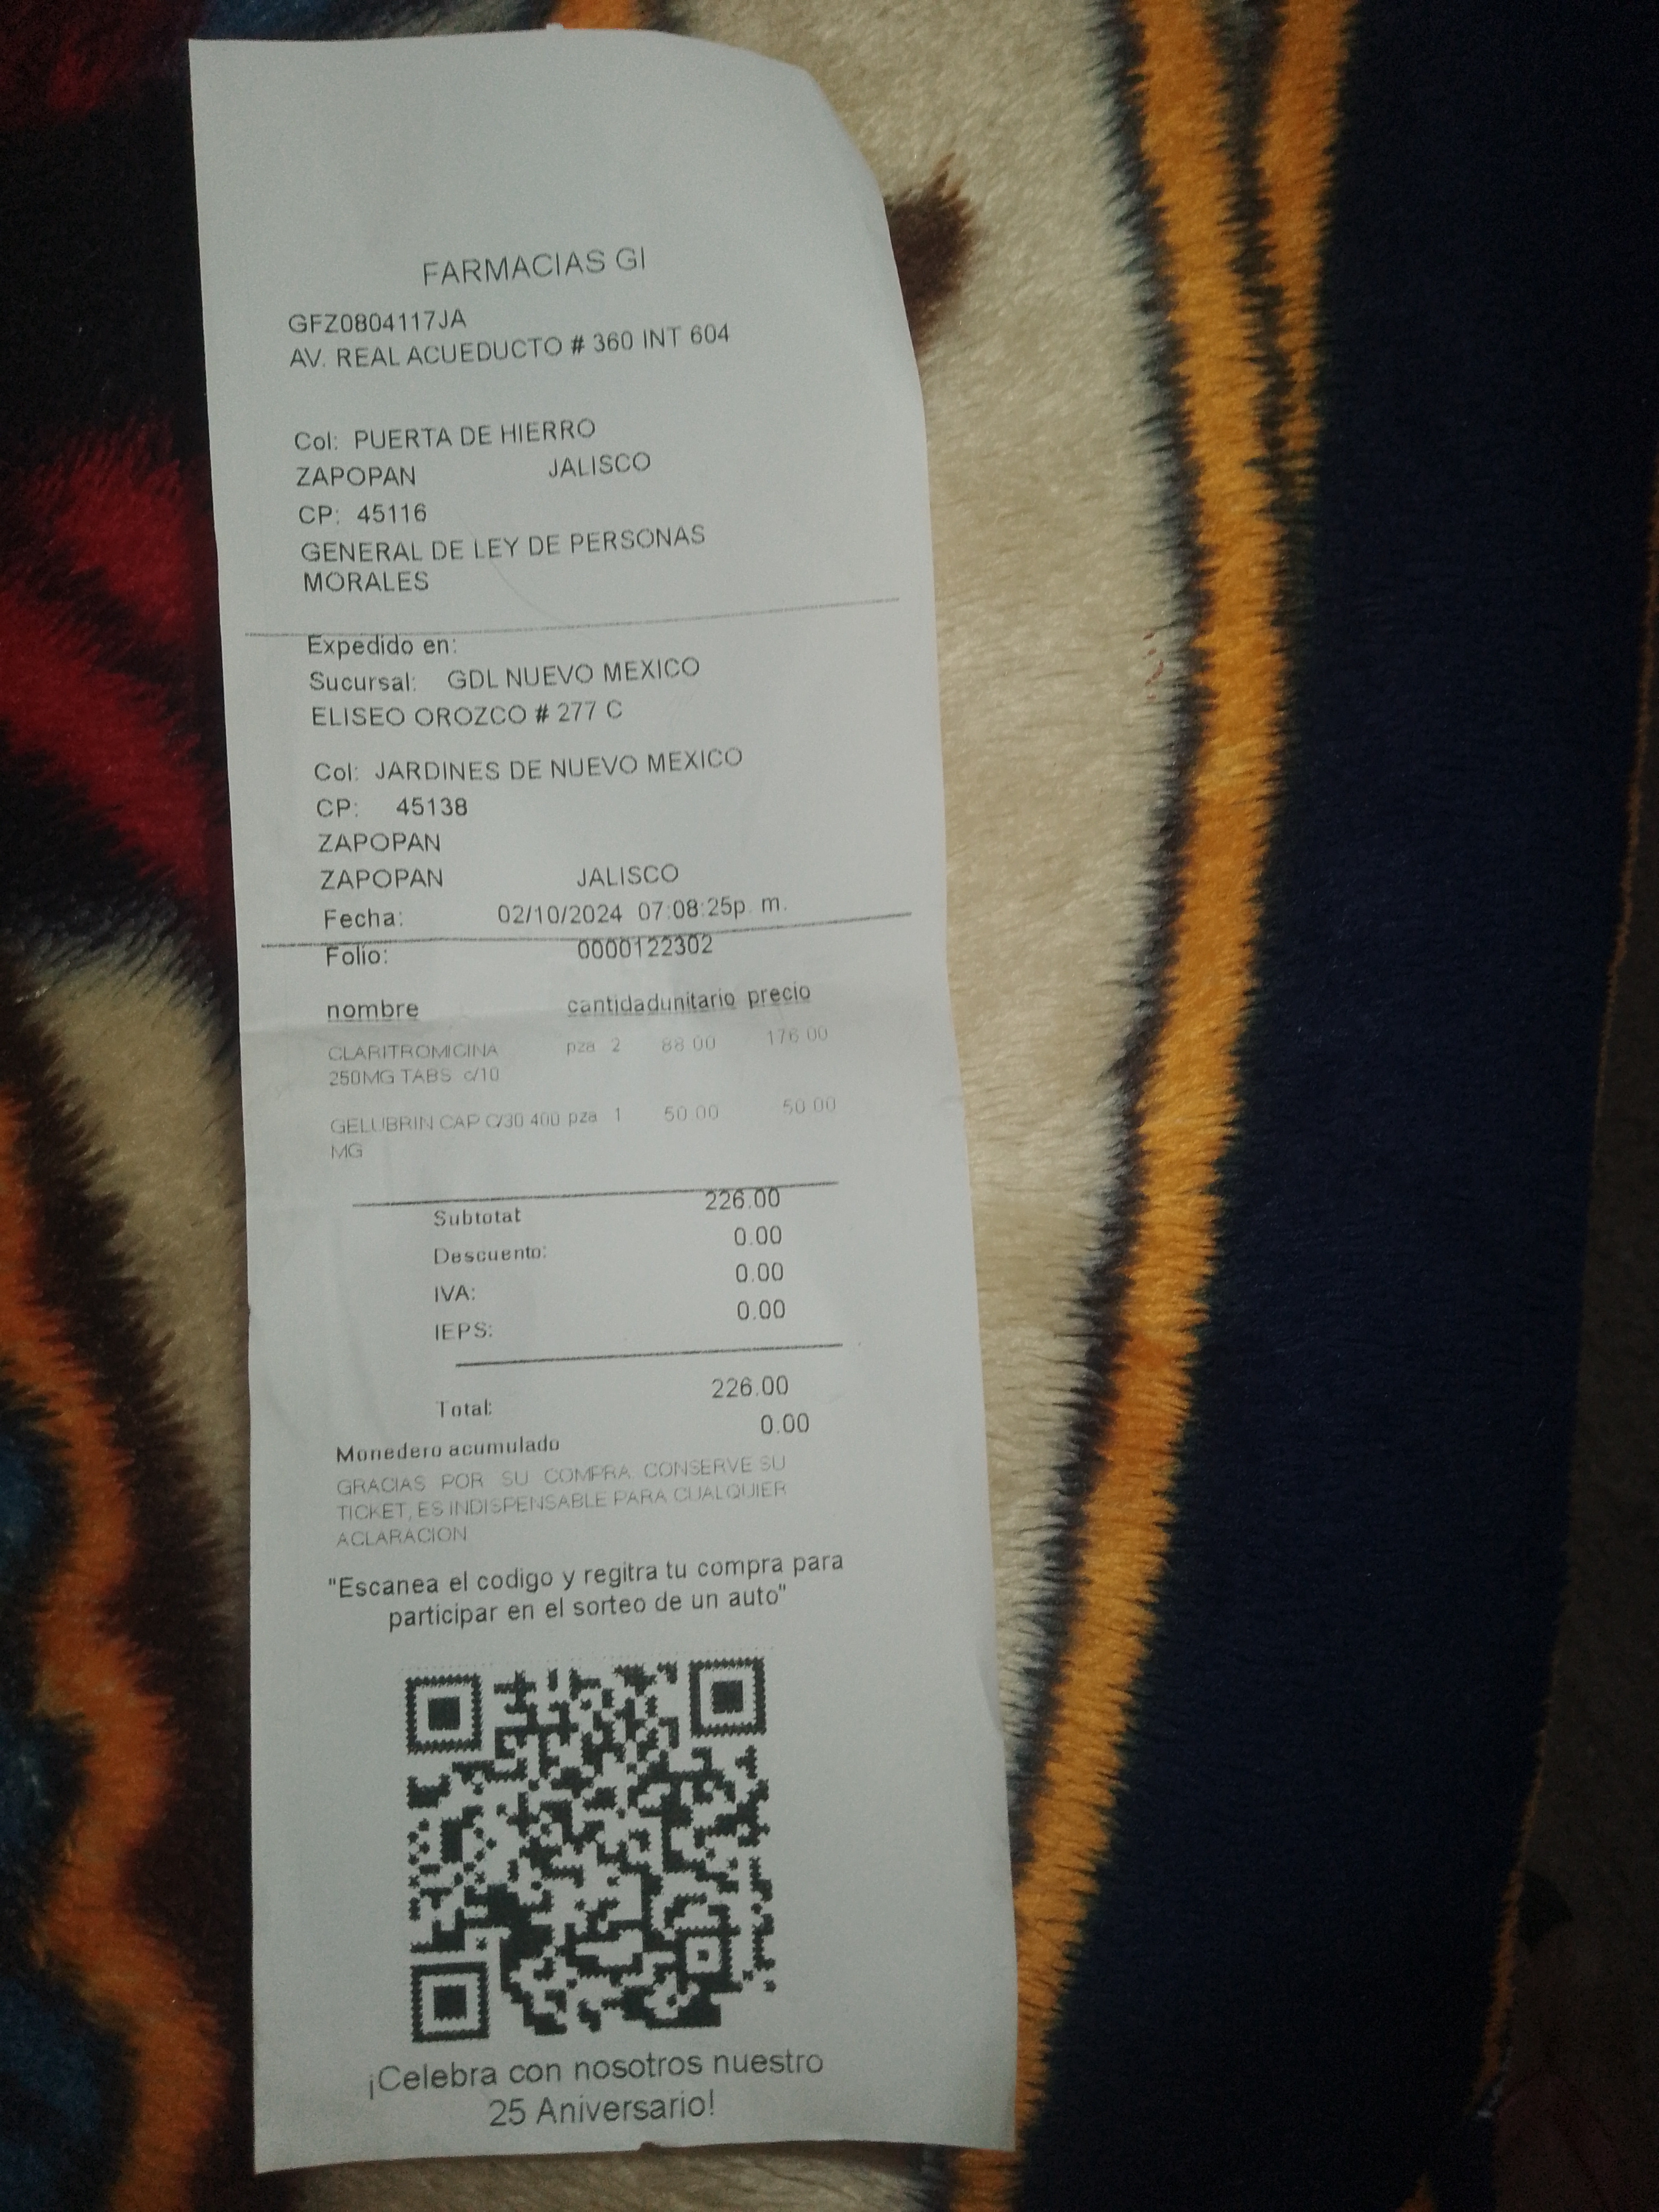 FARMACIAS GI
GFZ0804117JA
AV. REAL ACUEDUCTO # 360 INT 604
Col: PUERTA DE HIERRO
ZAPOPAN JALISCO
CP: 45116
GENERAL DE LEY DE PERSONAS
MORALES
Expedido en:
Sucursal: GDL NUEVO MEXICO
ELISEO OROZCO # 277 C
Col: JARDINES DE NUEVO MEXICO
CP: 45138
ZAPOPAN
ZAPOPAN JALISCO
Fecha: 02/10/2024 07:08:25p. m.
Folio: 0000122302
nombre cantidadunitario precio
CLARITROMICINA pza 2 88.00 176.00
250MG TABS c/10
GELUBRIN CAP C/30 400 pza 1 50.00 50.00
MG
Subtotal: 226.00
Descuento: 0.00
IVA: 0.00
IEPS: 0.00
Total: 226.00
Monedero acumulado 0.00
GRACIAS POR SU COMPRA. CONSERVE SU
TICKET, ES INDISPENSABLE PARA CUALQUIER
ACLARACION
"Escanea el codigo y regitra tu compra para
participar en el sorteo de un auto"
¡Celebra con nosotros nuestro
25 Aniversario!